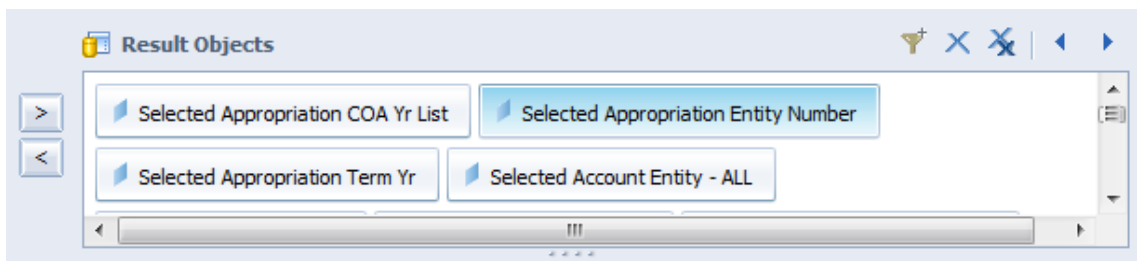 Result Objects
>
Selected Appropriation COA Yr List
Selected Appropriation Entity Number
<
Selected Appropriation Term Yr
Selected Account Entity - ALL